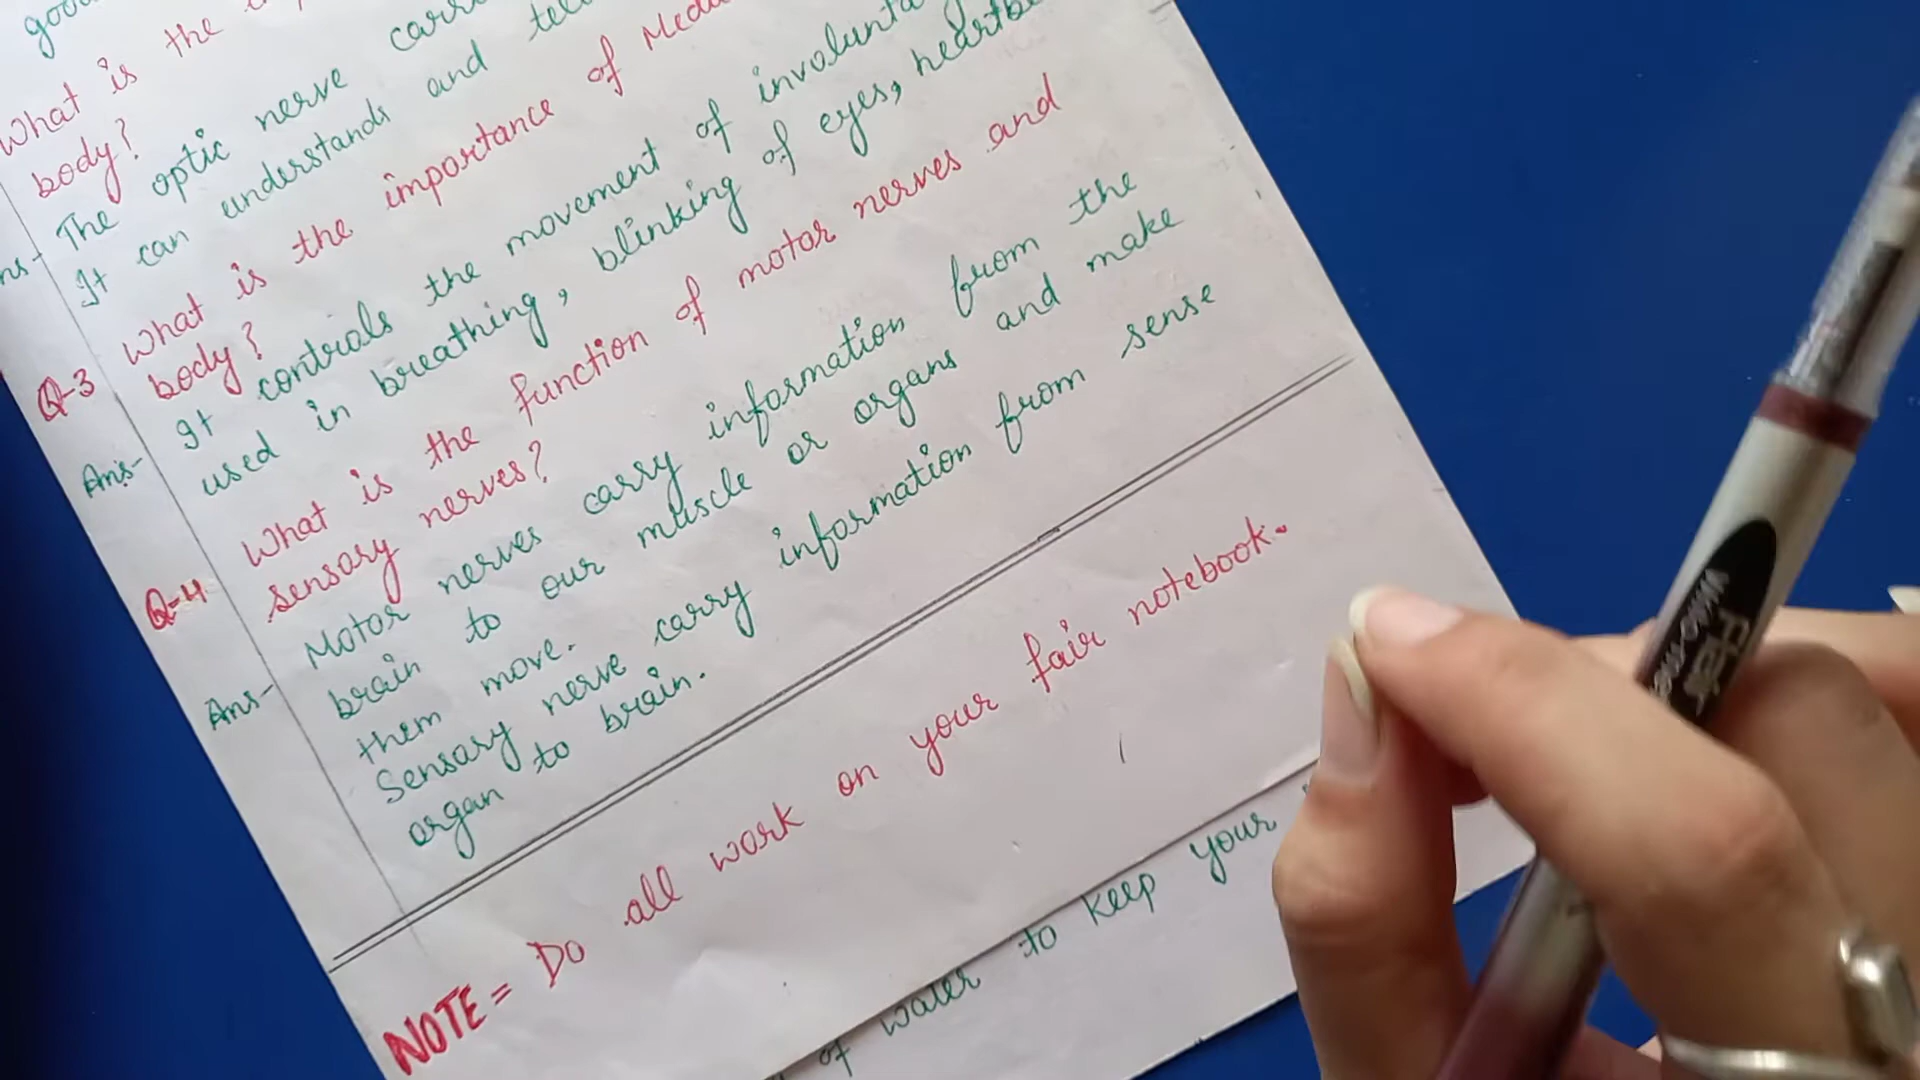 good
What is the
body?
The optic nerve
It can understands and
Q-3 What is the importance of
body?
Ans- It controls the movement of
used in breathing, blinking of eyes,
Q-4 What is the function of motor nerves and
sensory nerves?
Ans- Motor nerves carry information from the
brain to our muscle or organs and make
them move.
Sensary nerve carry information from sense
organ to brain.
NOTE = Do all work on your fair notebook.
of water to keep your
Flair